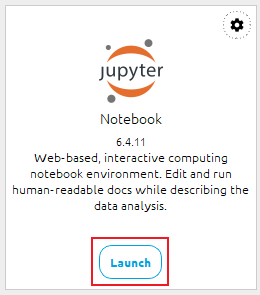 jupyter
Notebook
6.4.11
Web-based, interactive computing
notebook environment. Edit and run
human-readable docs while describing the
data analysis.
Launch